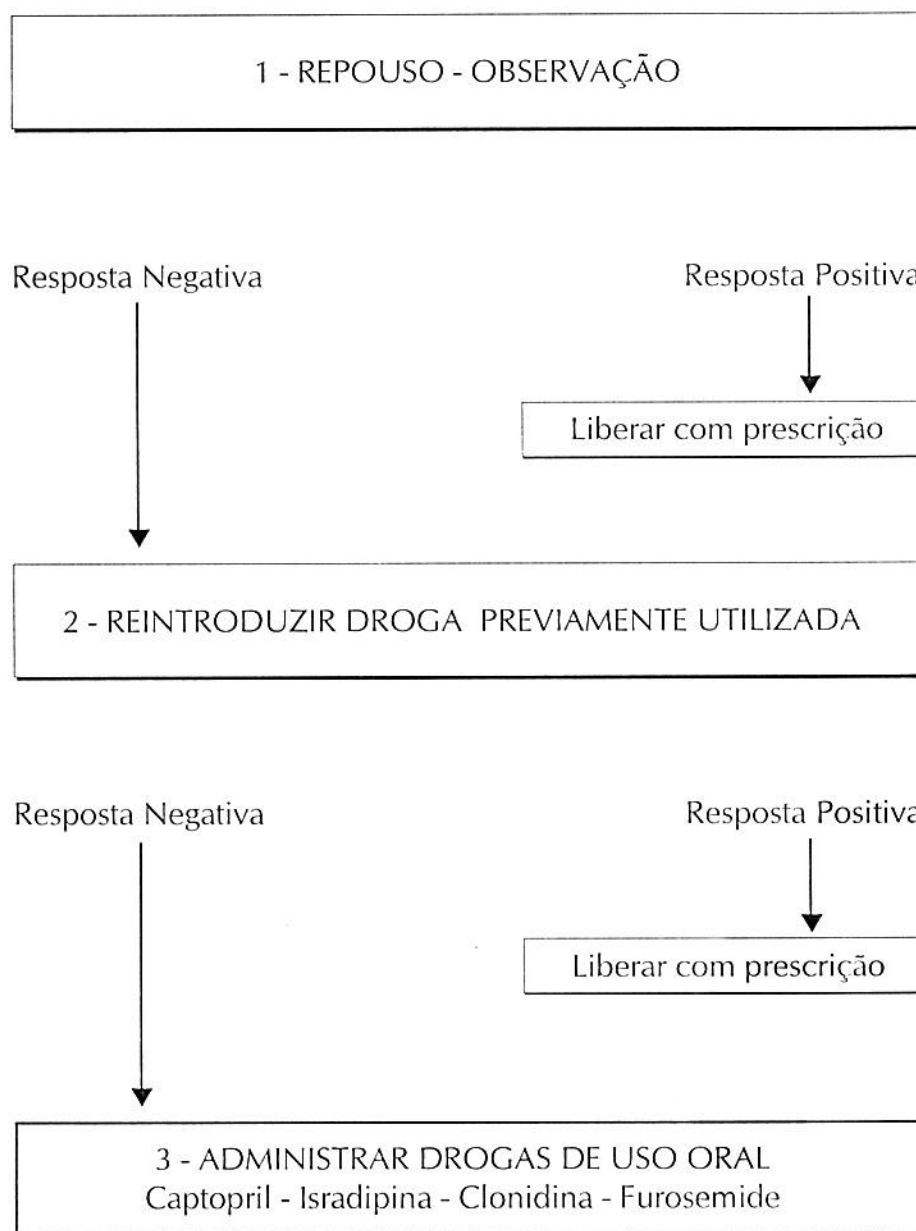 1 - REPOUSO - OBSERVAÇÃO
Resposta Negativa
Resposta Positiva
Liberar com prescrição
2 - REINTRODUZIR DROGA PREVIAMENTE UTILIZADA
Resposta Negativa
Resposta Positiva
Liberar com prescrição
3 - ADMINISTRAR DROGAS DE USO ORAL
Captopril - Isradipina - Clonidina - Furosemide